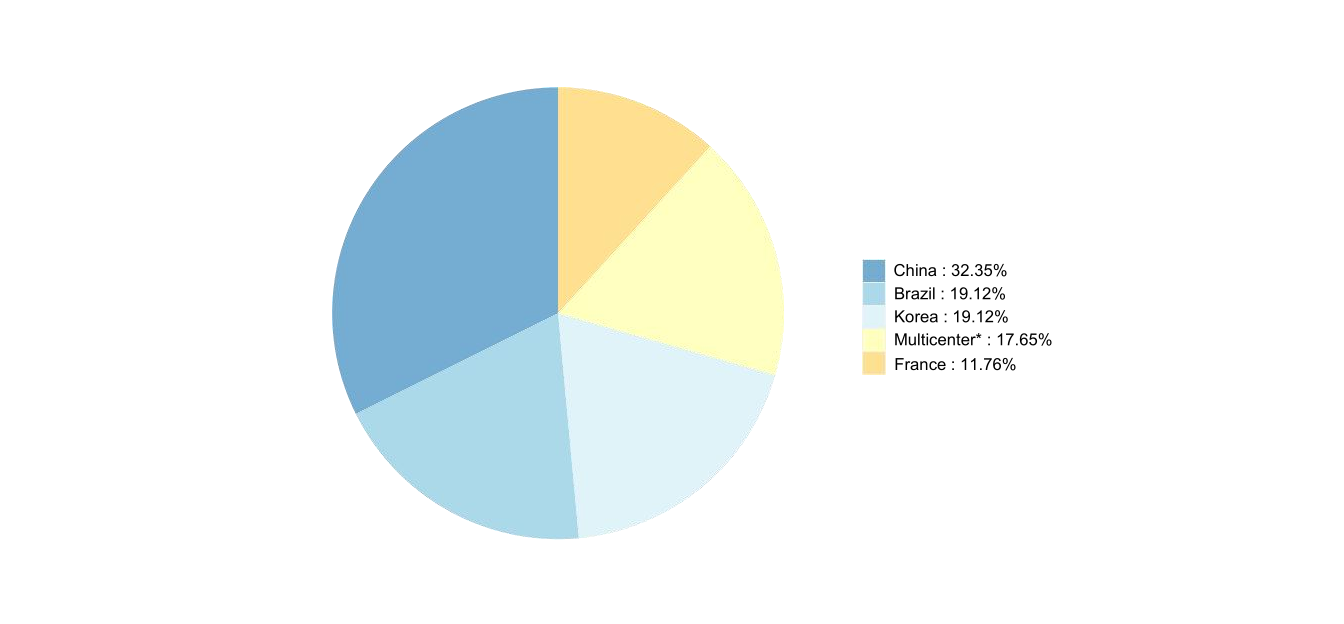 China : 32.35%
Brazil : 19.12%
Korea : 19.12%
Multicenter* : 17.65%
France : 11.76%